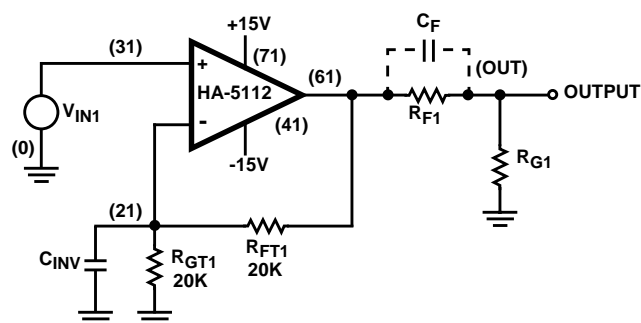 +15V
(31)
(71)
C_F
(61)
(OUT)
+
HA-5112
OUTPUT
V_IN1
-
(41)
R_F1
(0)
-15V
R_G1
(21)
C_INV
R_GT1
20K
R_FT1
20K